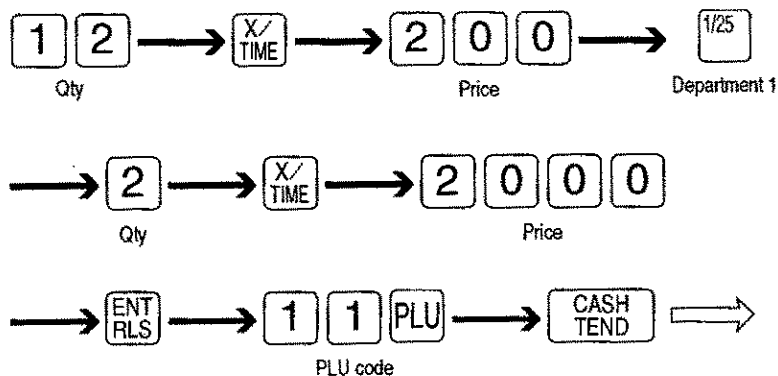 1 2 X/TIME 2 0 0 1/25
Qty Price Department 1
2 X/TIME 2 0 0 0
Qty Price
ENT RLS 1 1 PLU CASH TEND
PLU code